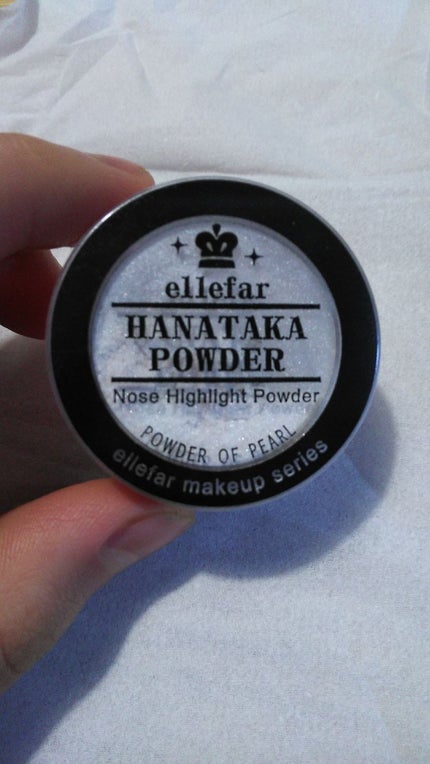 ellefar
HANATAKA
POWDER
Nose Highlight Powder
POWDER OF PEARL
ellefar makeup series